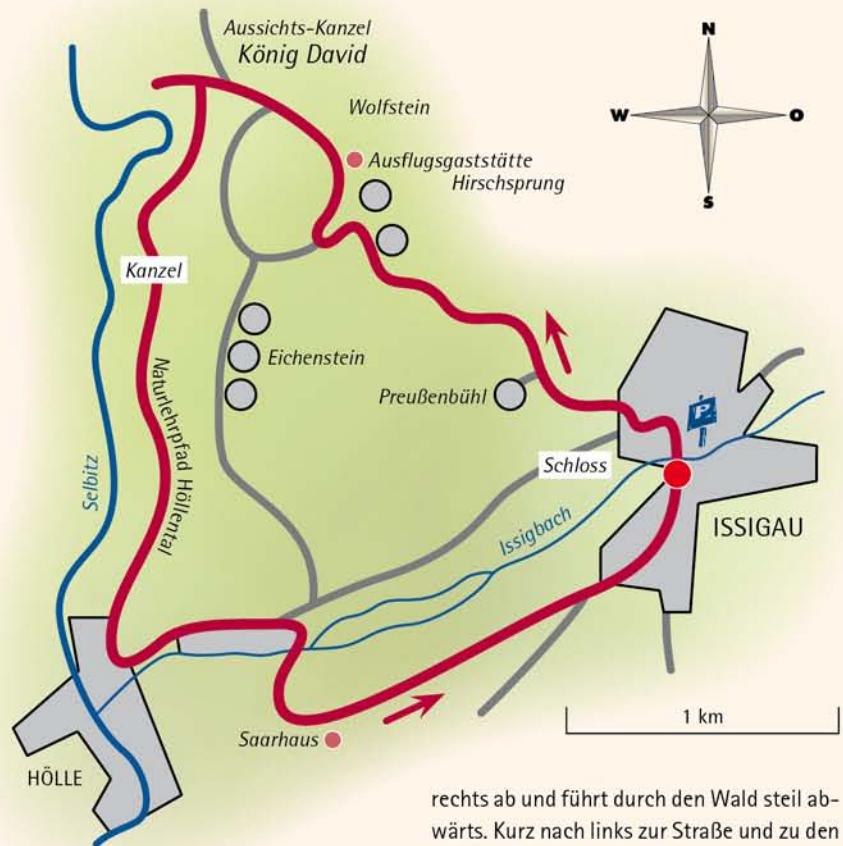 Aussichts-Kanzel
König David
N
W
O
S
Wolfstein
Ausflugsgaststätte
Hirschsprung
Kanzel
Eichenstein
Preußenbühl
P
Naturlehrpfad Höllental
Selbitz
Schloss
Issigbach
ISSIGAU
1 km
Saarhaus
HÖLLE
rechts ab und führt durch den Wald steil ab-
wärts. Kurz nach links zur Straße und zu den